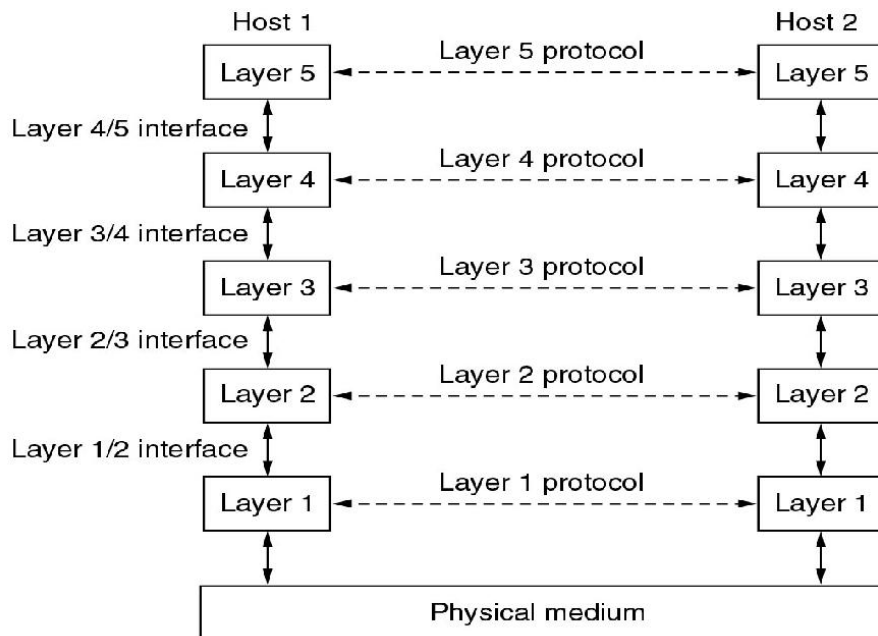 Host 1
Host 2
Layer 5
Layer 5 protocol
Layer 5
Layer 4/5 interface
Layer 4
Layer 4 protocol
Layer 4
Layer 3/4 interface
Layer 3
Layer 3 protocol
Layer 3
Layer 2/3 interface
Layer 2
Layer 2 protocol
Layer 2
Layer 1/2 interface
Layer 1
Layer 1 protocol
Layer 1
Physical medium